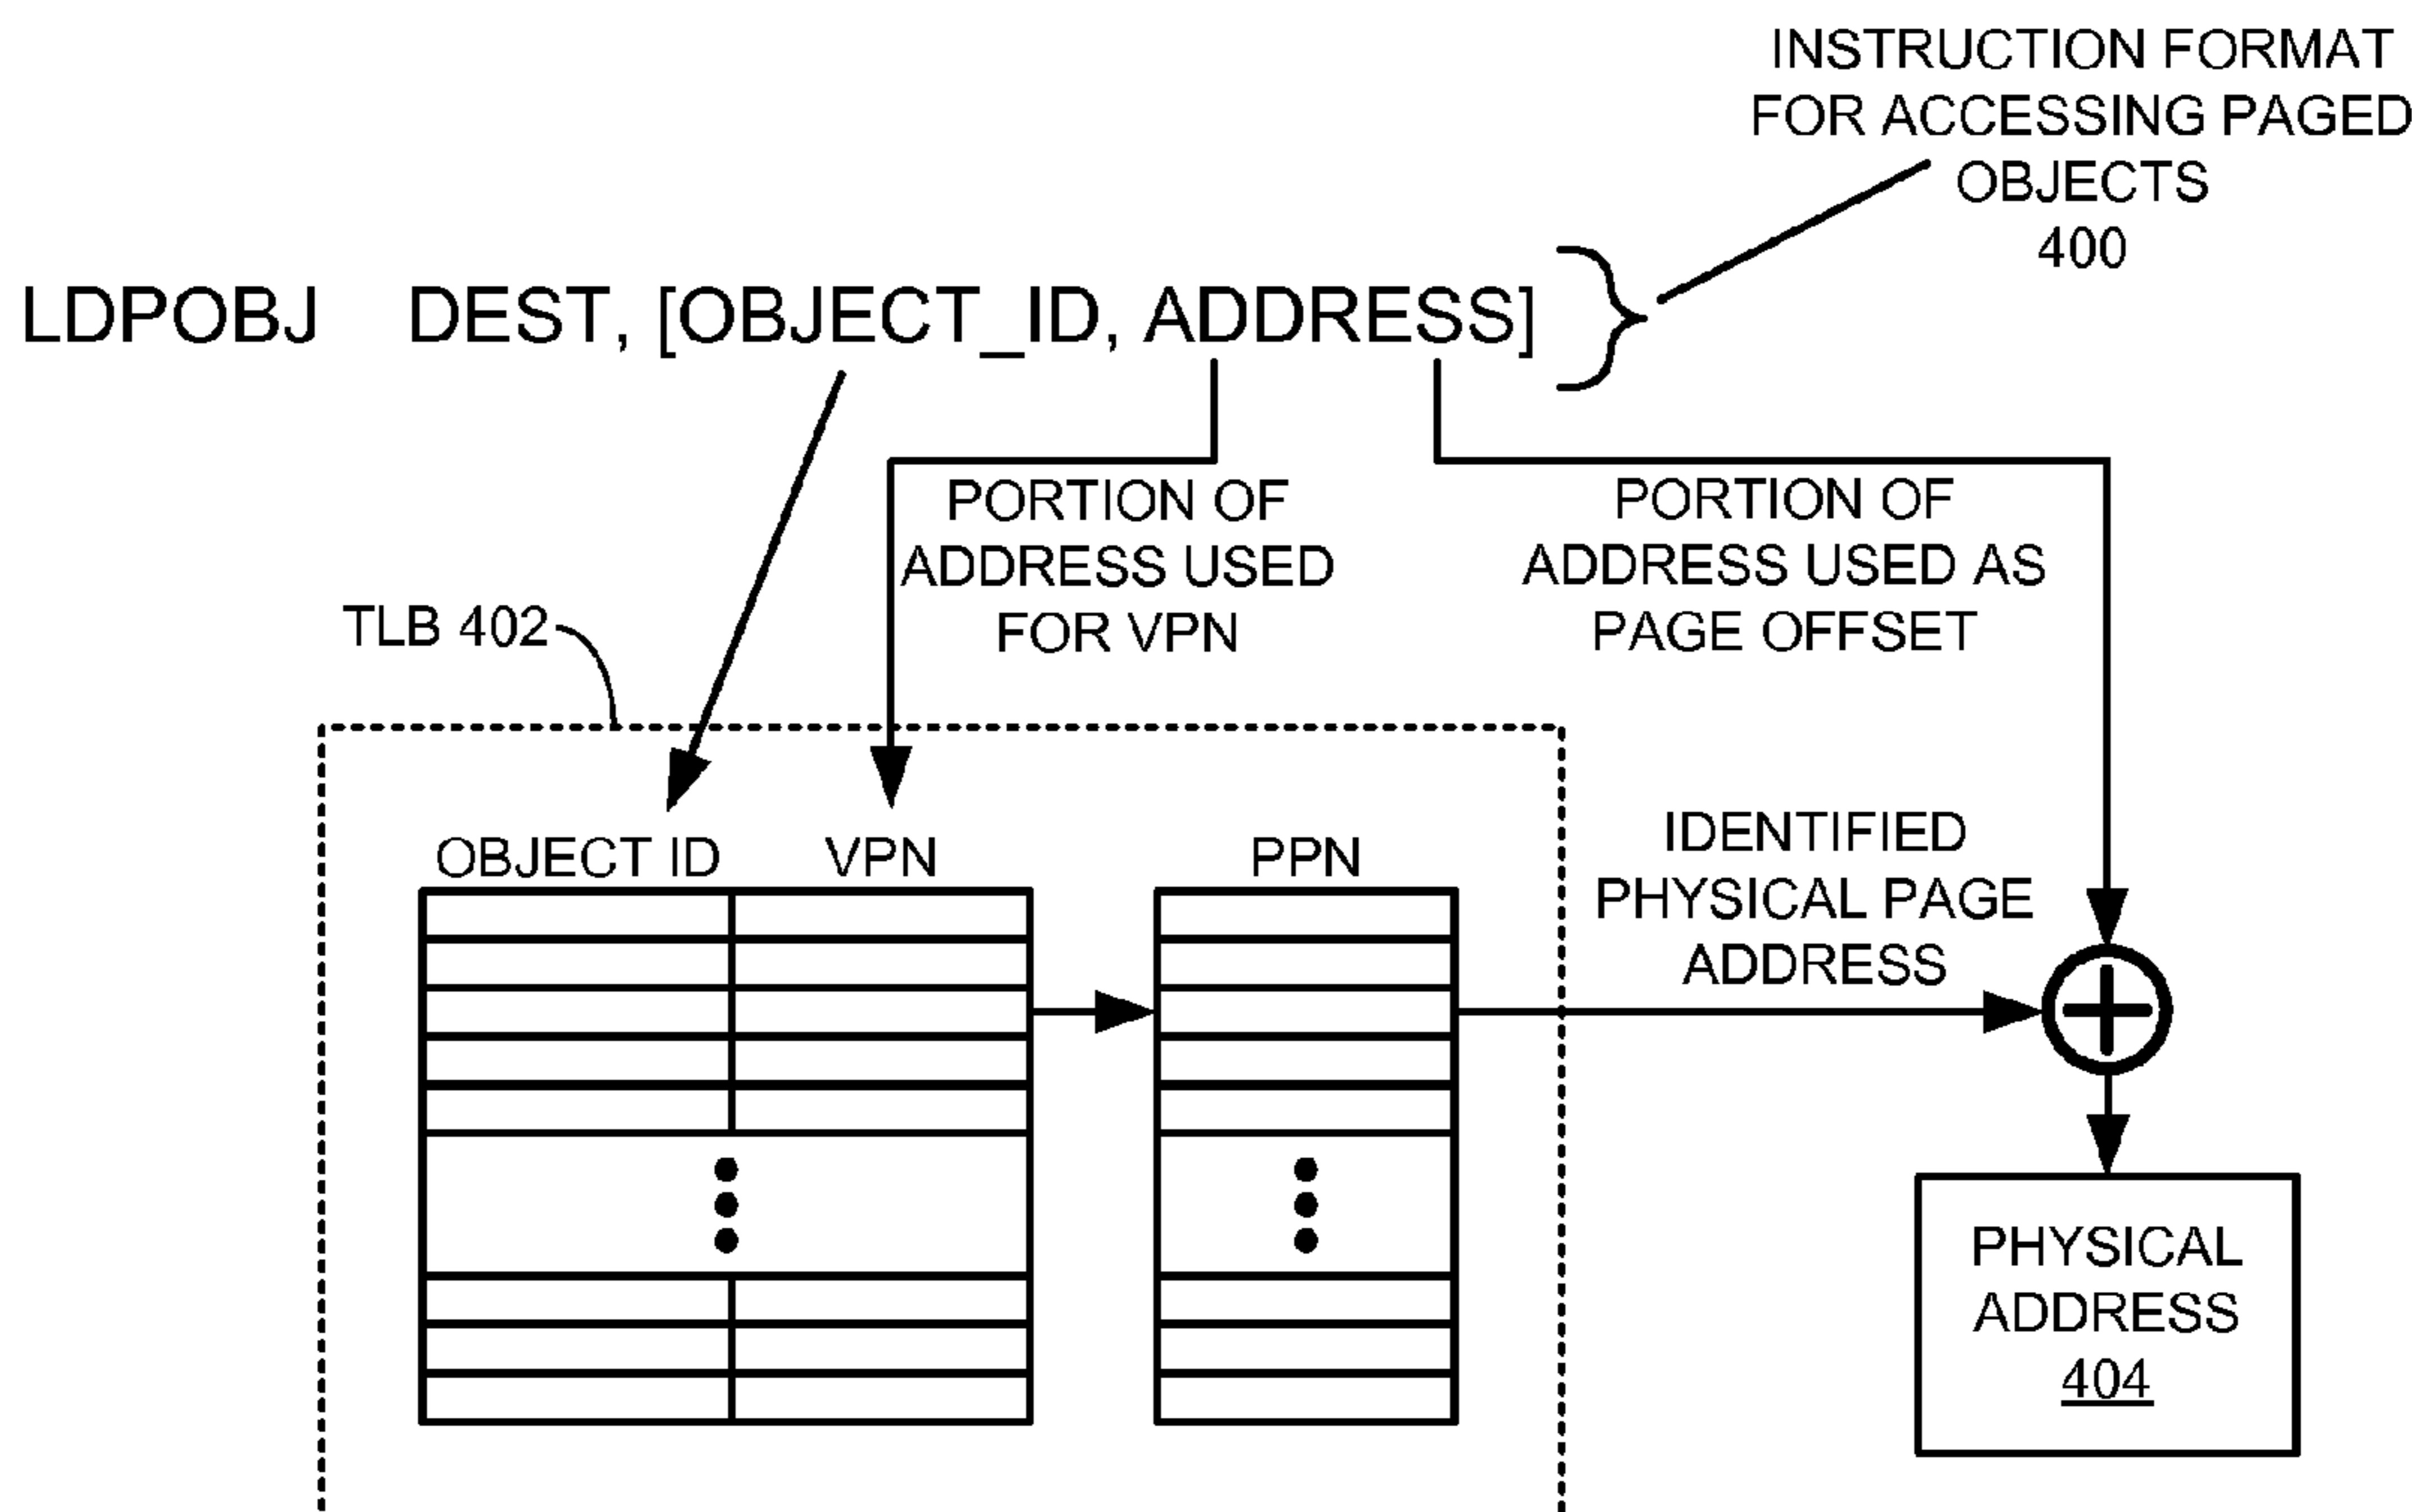 INSTRUCTION FORMAT
FOR ACCESSING PAGED
OBJECTS
400
LDPOBJ DEST, [OBJECT_ID, ADDRESS]
PORTION OF
ADDRESS USED
FOR VPN
PORTION OF
ADDRESS USED AS
PAGE OFFSET
TLB 402
OBJECT ID
VPN
PPN
IDENTIFIED
PHYSICAL PAGE
ADDRESS
PHYSICAL
ADDRESS
404